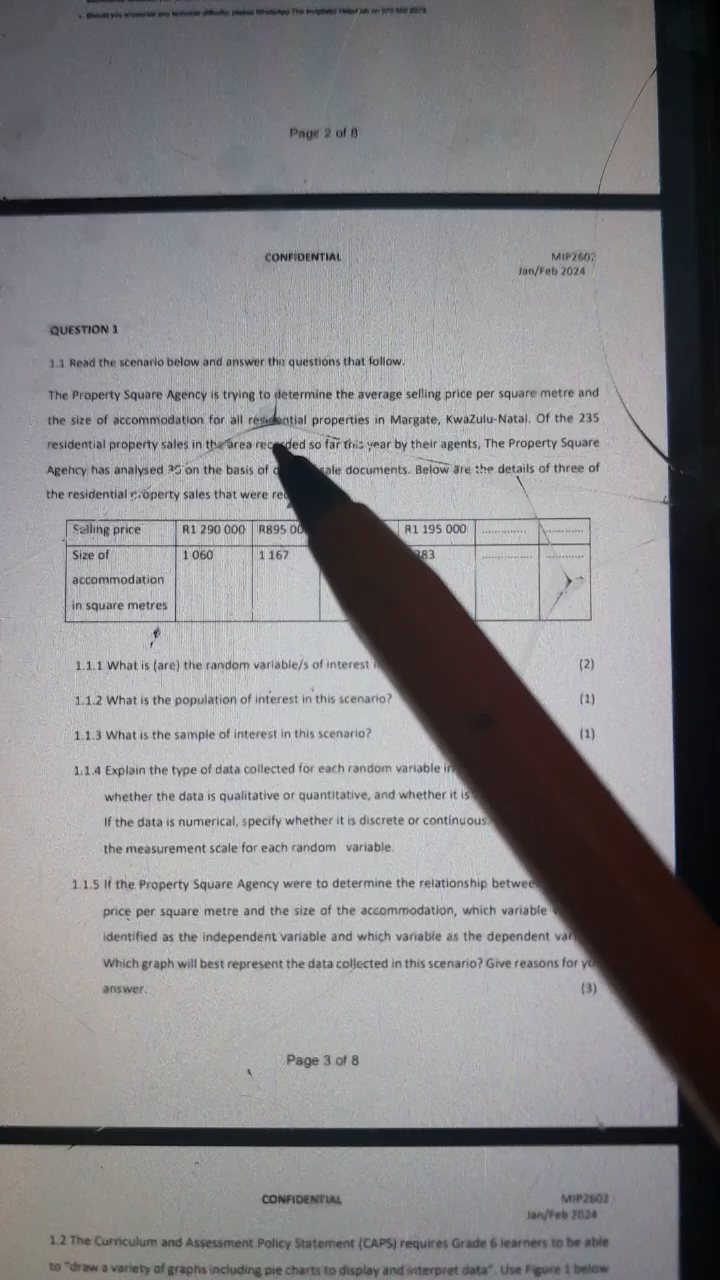 Page 2 of 8
CONFIDENTIAL
MIP2602
Jan/Feb 2024
QUESTION 1
1.1 Read the scenario below and answer the questions that follow.
The Property Square Agency is trying to determine the average selling price per square metre and
the size of accommodation for all residential properties in Margate, KwaZulu-Natal. Of the 235
residential property sales in the area recorded so far this year by their agents, The Property Square
Agency has analysed on the basis of sale documents. Below are the details of three of
the residential property sales that were
Selling price R1 290 000 R895 R1 195 000 ............... ...........
Size of 1 060 1 167 ............... ...........
accommodation
in square metres
1.1.1 What is (are) the random variable/s of interest (2)
1.1.2 What is the population of interest in this scenario? (1)
1.1.3 What is the sample of interest in this scenario? (1)
1.1.4 Explain the type of data collected for each random variable
whether the data is qualitative or quantitative, and whether it is
If the data is numerical, specify whether it is discrete or continuous.
the measurement scale for each random variable.
1.1.5 If the Property Square Agency were to determine the relationship between
price per square metre and the size of the accommodation, which variable
identified as the independent variable and which variable as the dependent
Which graph will best represent the data collected in this scenario? Give reasons for
answer. (3)
Page 3 of 8
CONFIDENTIAL
MIP2602
Jan/Feb 2024
1.2 The Curriculum and Assessment Policy Statement (CAPS) requires Grade 6 learners to be able
to "draw a variety of graphs including pie charts to display and interpret data". Use Figure 1 below